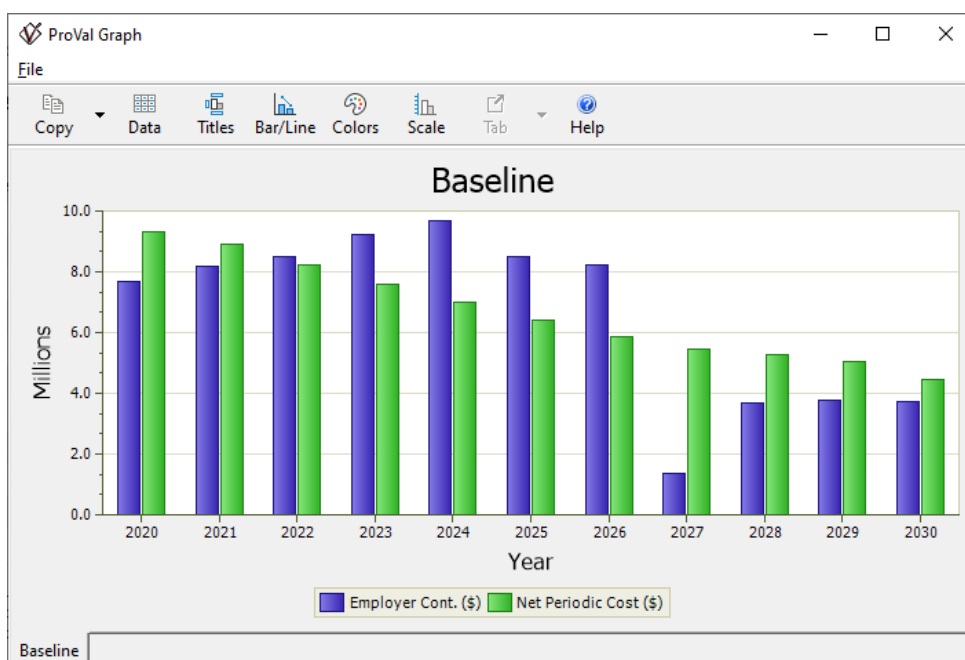 ProVal Graph
File
Copy Data Titles Bar/Line Colors Scale Tab Help
Baseline
10.0
8.0
6.0
4.0
2.0
0.0
Millions
2020 2021 2022 2023 2024 2025 2026 2027 2028 2029 2030
Year
Employer Cont. ($) Net Periodic Cost ($)
Baseline